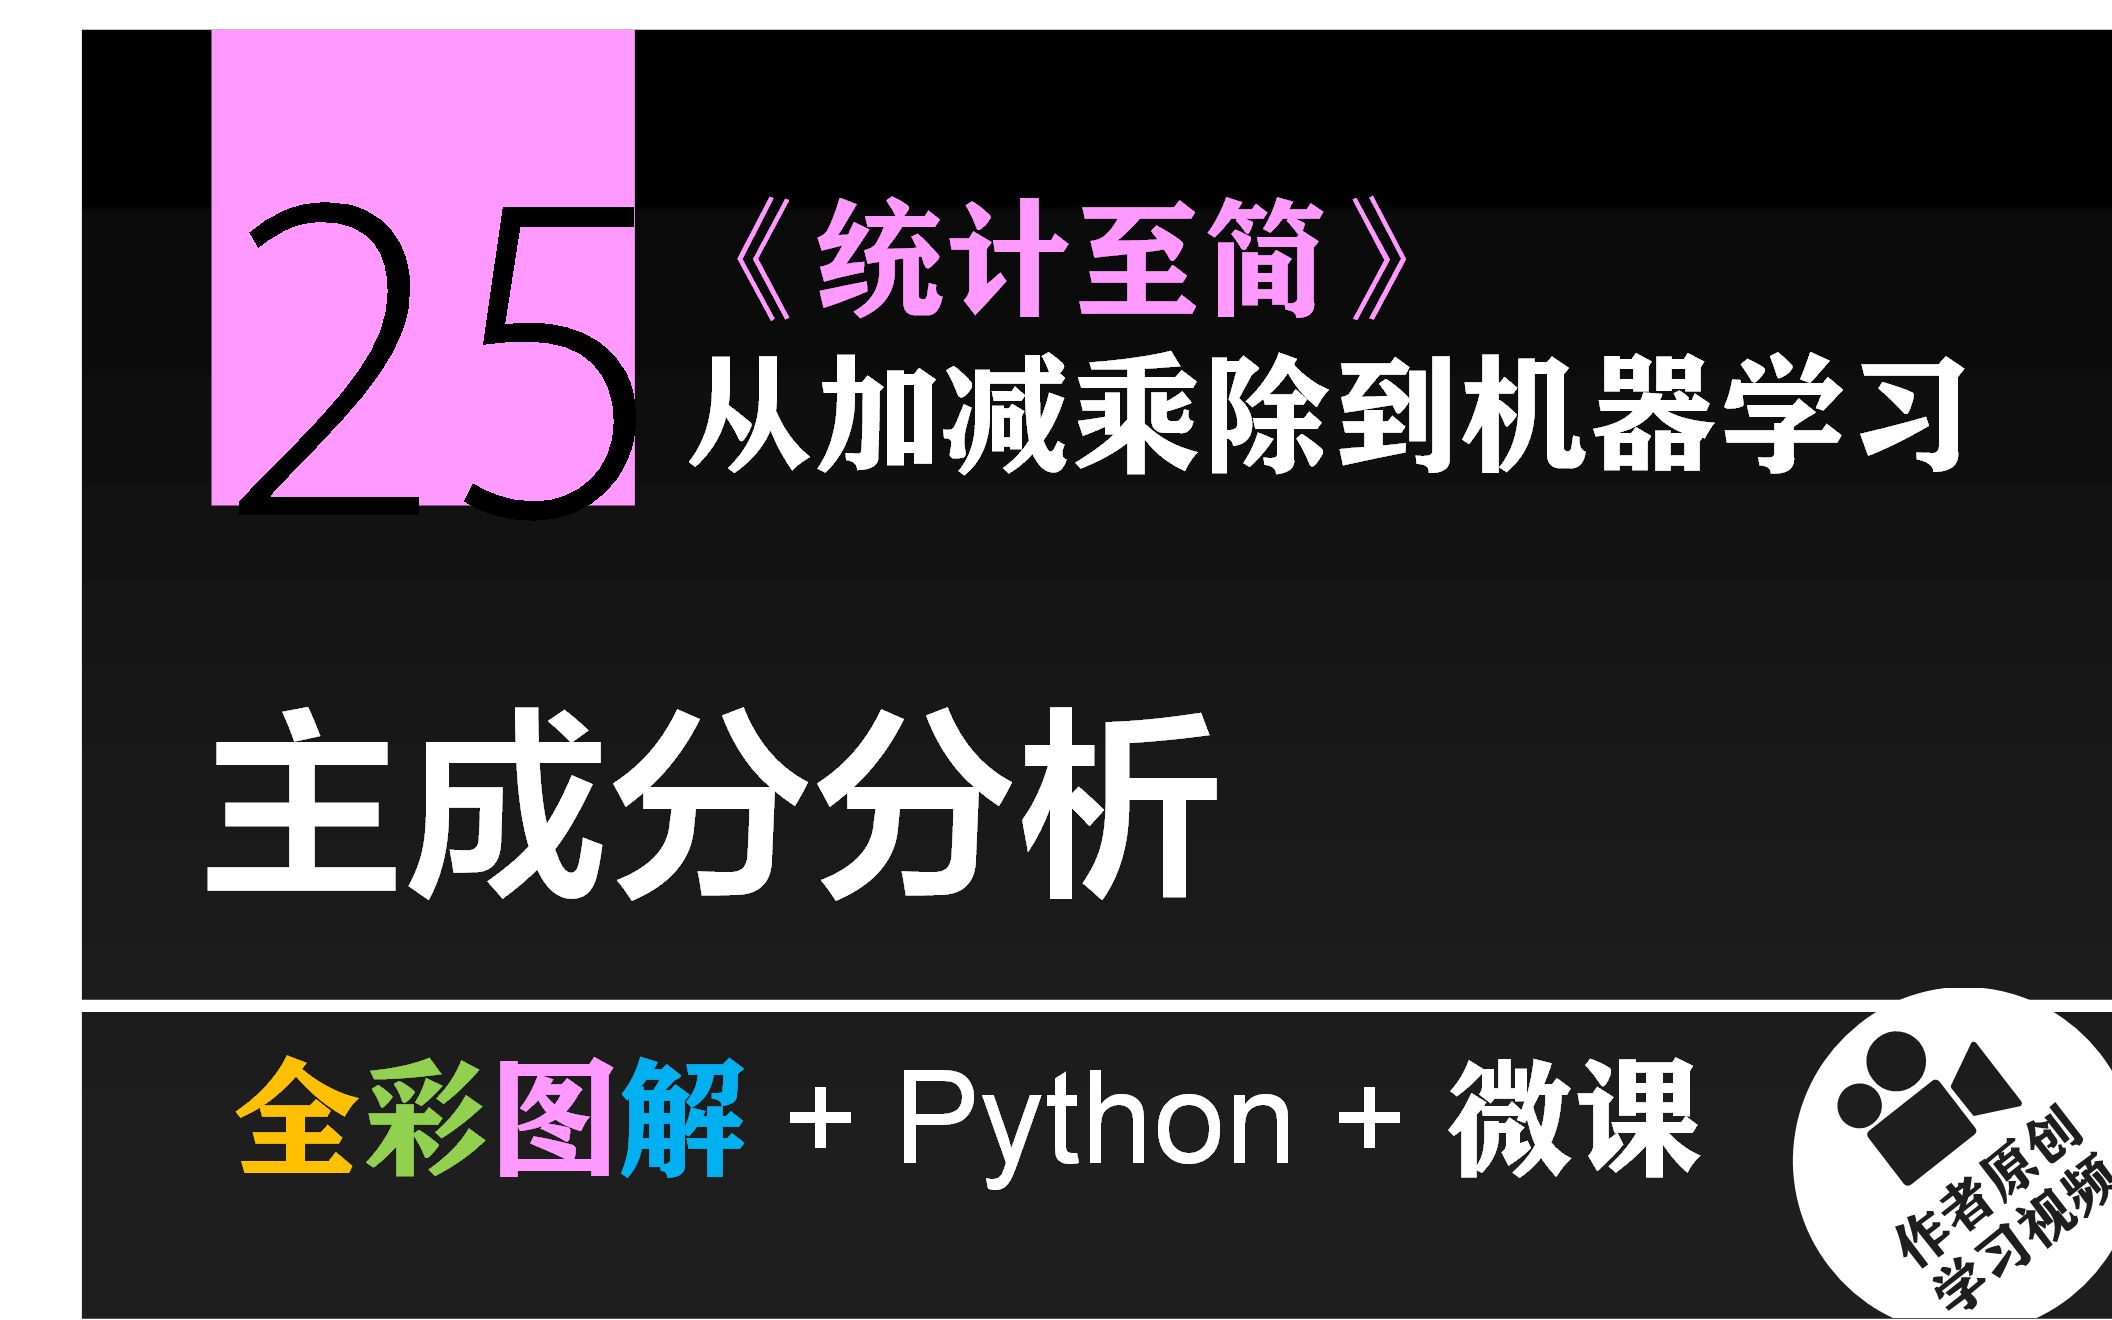 25
《统计至简》
从加减乘除到机器学习
主成分分析
全彩图解 + Python + 微课
作者原创
学习视频